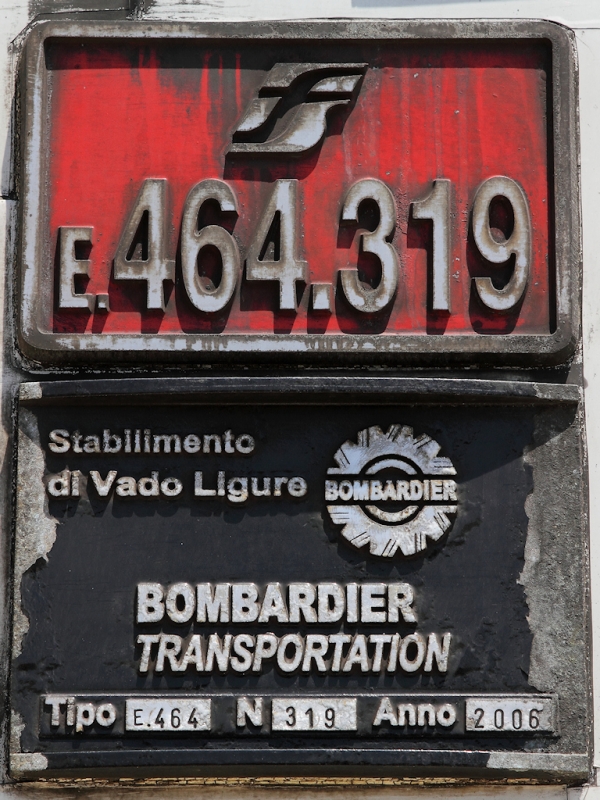 E.464.319
Stabilimento
di Vado Ligure
BOMBARDIER
BOMBARDIER
TRANSPORTATION
Tipo E.464 N 319 Anno 2006